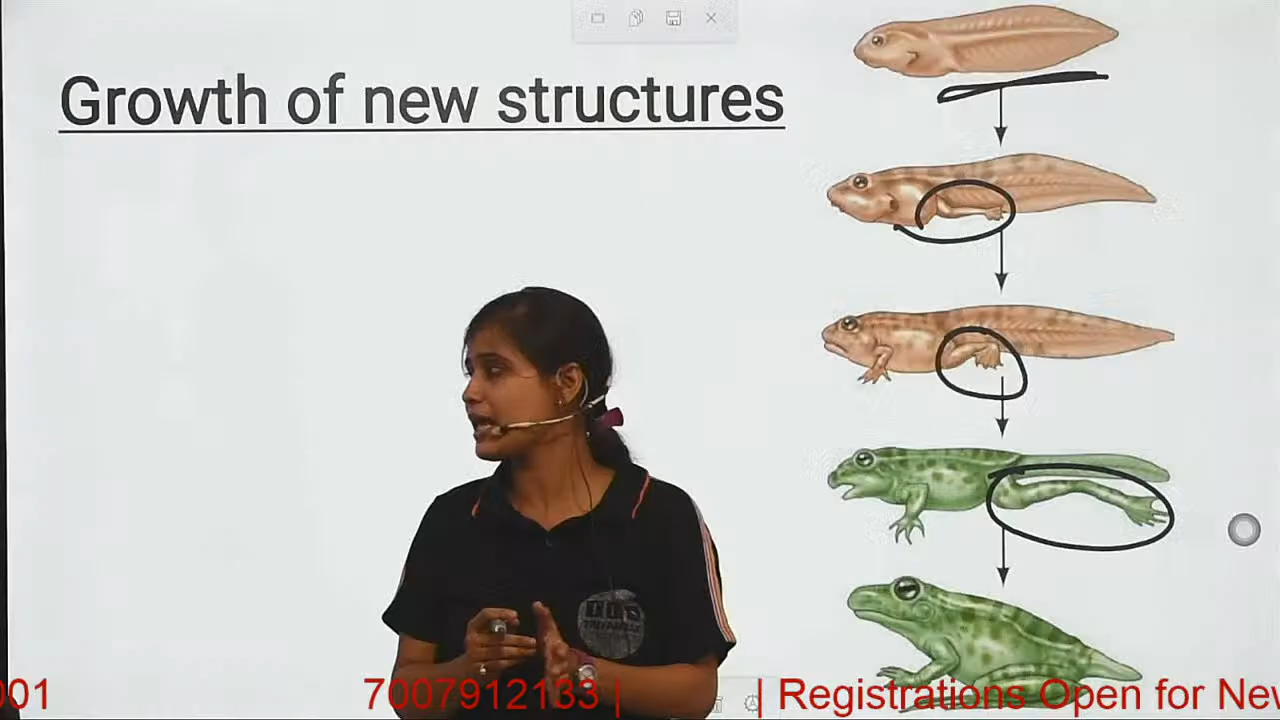 Growth of new structures
001 7007912133 | | Registrations Open for New